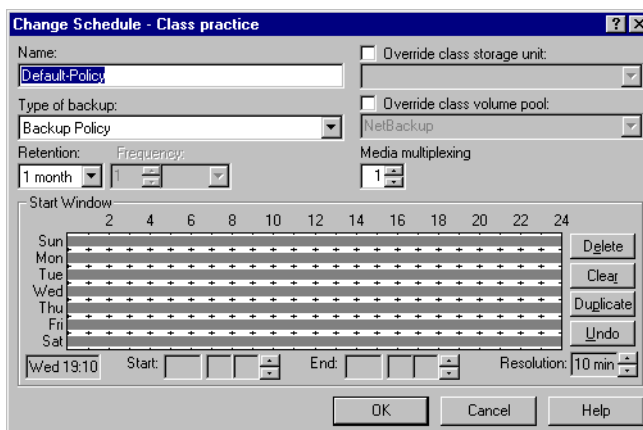 Change Schedule - Class practice
Name:
Default-Policy
Override class storage unit:
Type of backup:
Backup Policy
Override class volume pool:
NetBackup
Retention:
Frequency:
Media multiplexing
1 month
1
1
Start Window
2 4 6 8 10 12 14 16 18 20 22 24
Sun
Mon
Tue
Wed
Thu
Fri
Sat
Delete
Clear
Duplicate
Undo
Wed 19:10
Start:
End:
Resolution:
10 min
OK
Cancel
Help